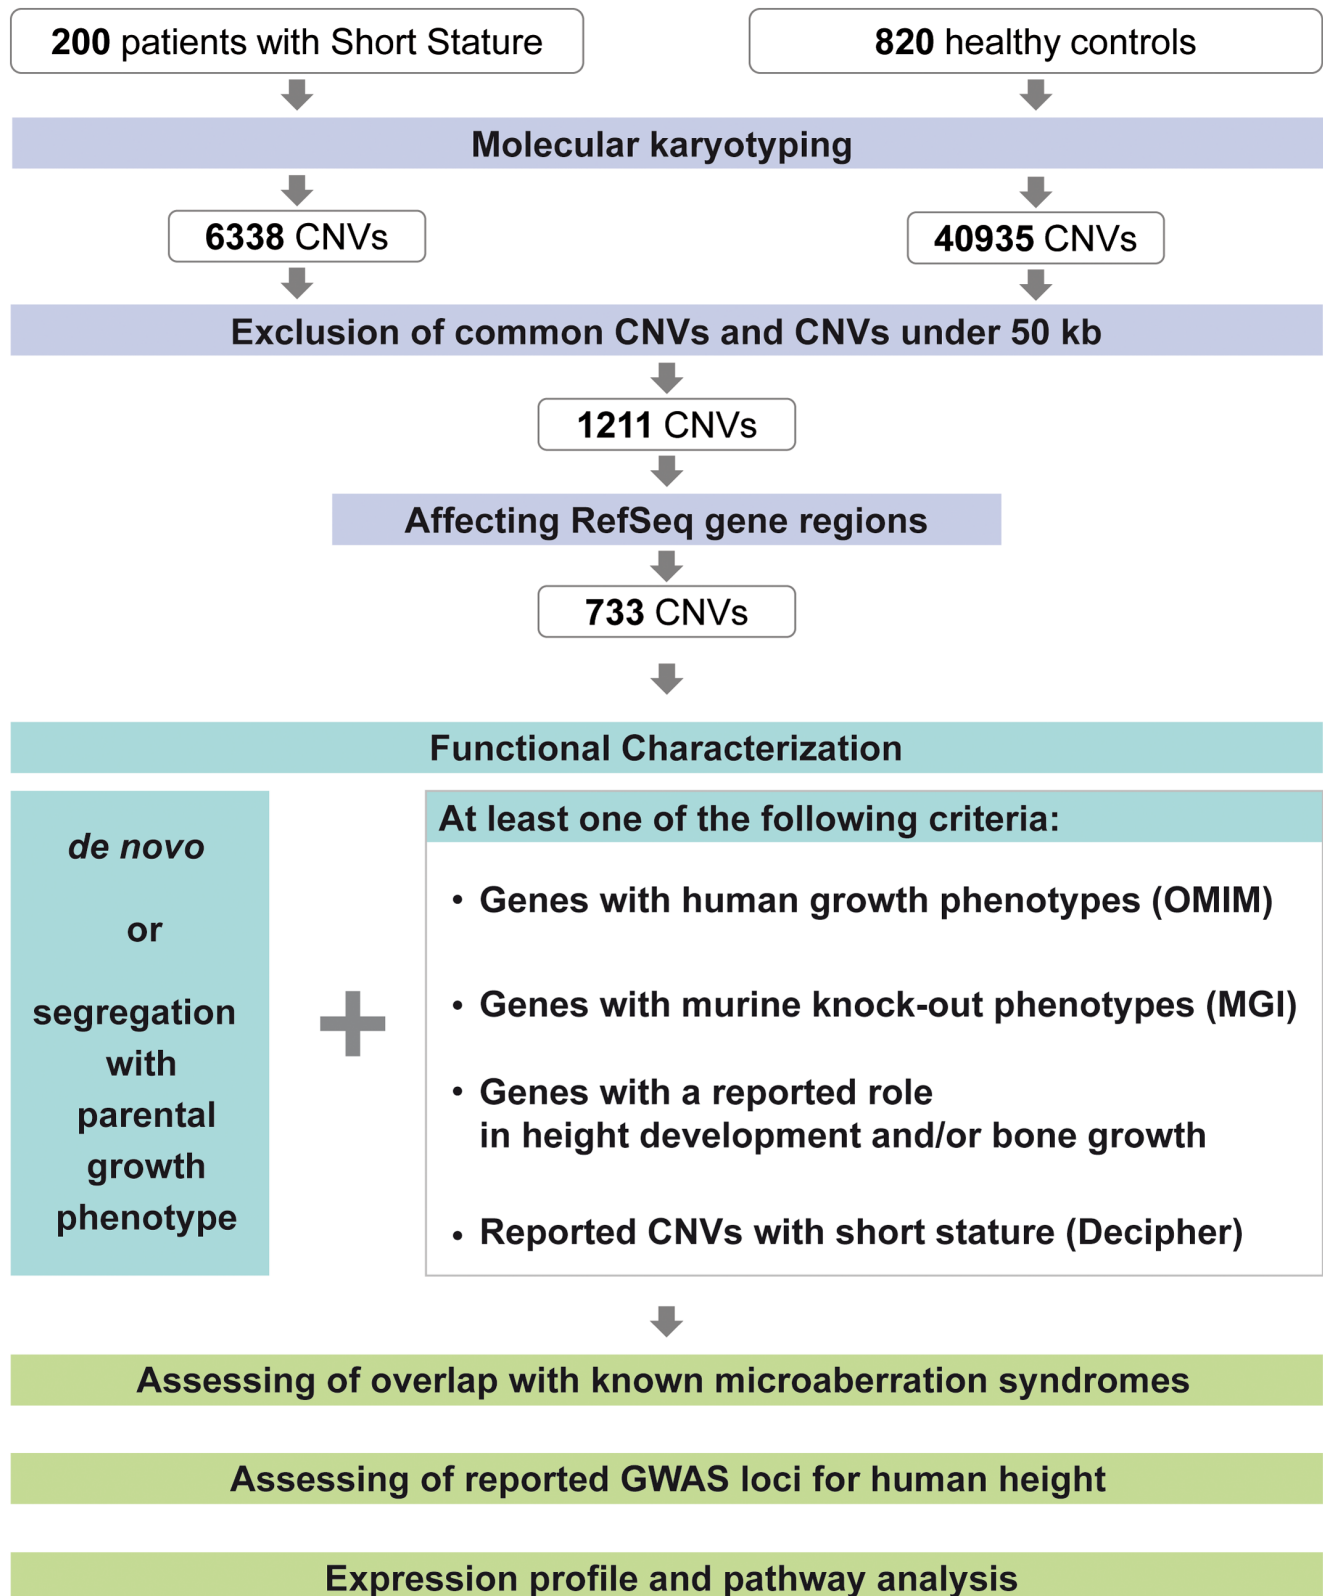 200 patients with Short Stature
820 healthy controls
Molecular karyotyping
6338 CNVs
40935 CNVs
Exclusion of common CNVs and CNVs under 50 kb
1211 CNVs
Affecting RefSeq gene regions
733 CNVs
Functional Characterization
de novo
or
segregation
with
parental
growth
phenotype
+
At least one of the following criteria:
• Genes with human growth phenotypes (OMIM)
• Genes with murine knock-out phenotypes (MGI)
• Genes with a reported role
in height development and/or bone growth
• Reported CNVs with short stature (Decipher)
Assessing of overlap with known microaberration syndromes
Assessing of reported GWAS loci for human height
Expression profile and pathway analysis